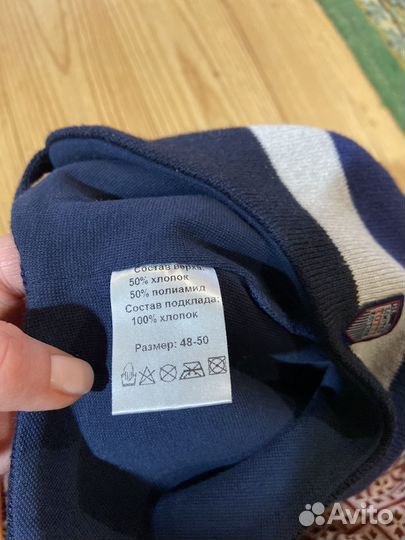 Состав верха:
50% хлопок
50% полиамид
Состав подклада:
100% хлопок
Размер: 48-50
Avito